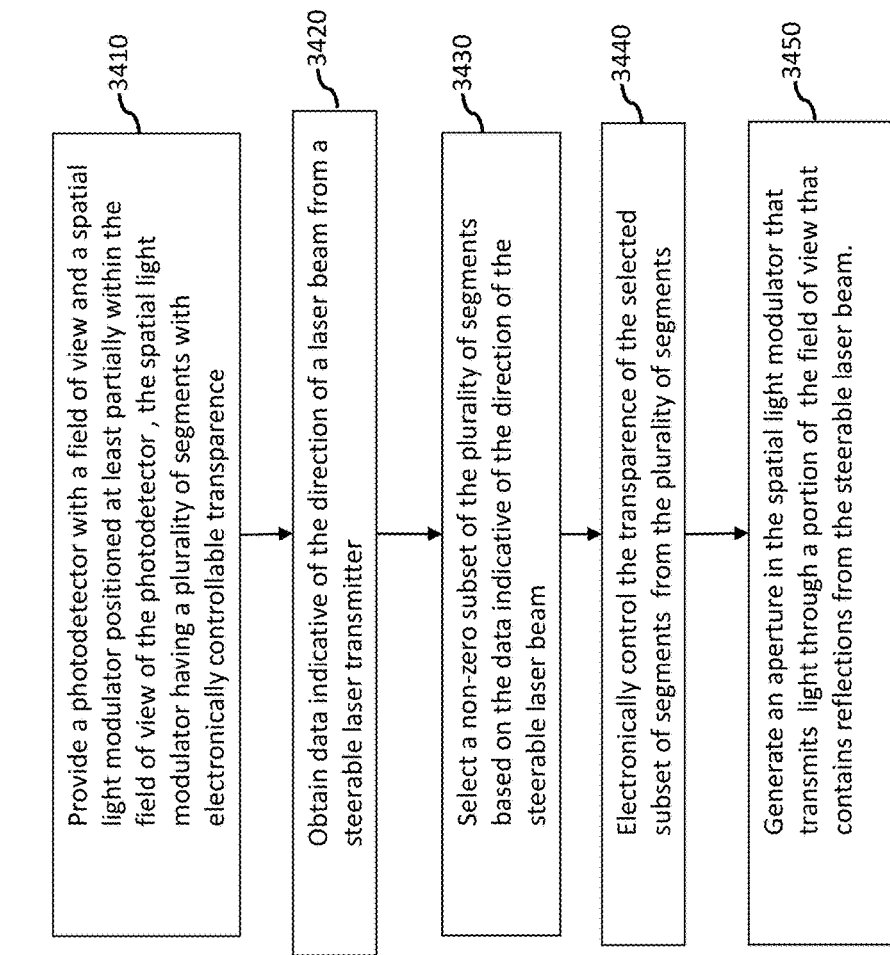 3410
Provide a photodetector with a field of view and a spatial
light modulator positioned at least partially within the
field of view of the photodetector , the spatial light
modulator having a plurality of segments with
electronically controllable transparence
3420
Obtain data indicative of the direction of a laser beam from a
steerable laser transmitter
3430
Select a non-zero subset of the plurality of segments
based on the data indicative of the direction of the
steerable laser beam
3440
Electronically control the transparence of the selected
subset of segments from the plurality of segments
3450
Generate an aperture in the spatial light modulator that
transmits light through a portion of the field of view that
contains reflections from the steerable laser beam.